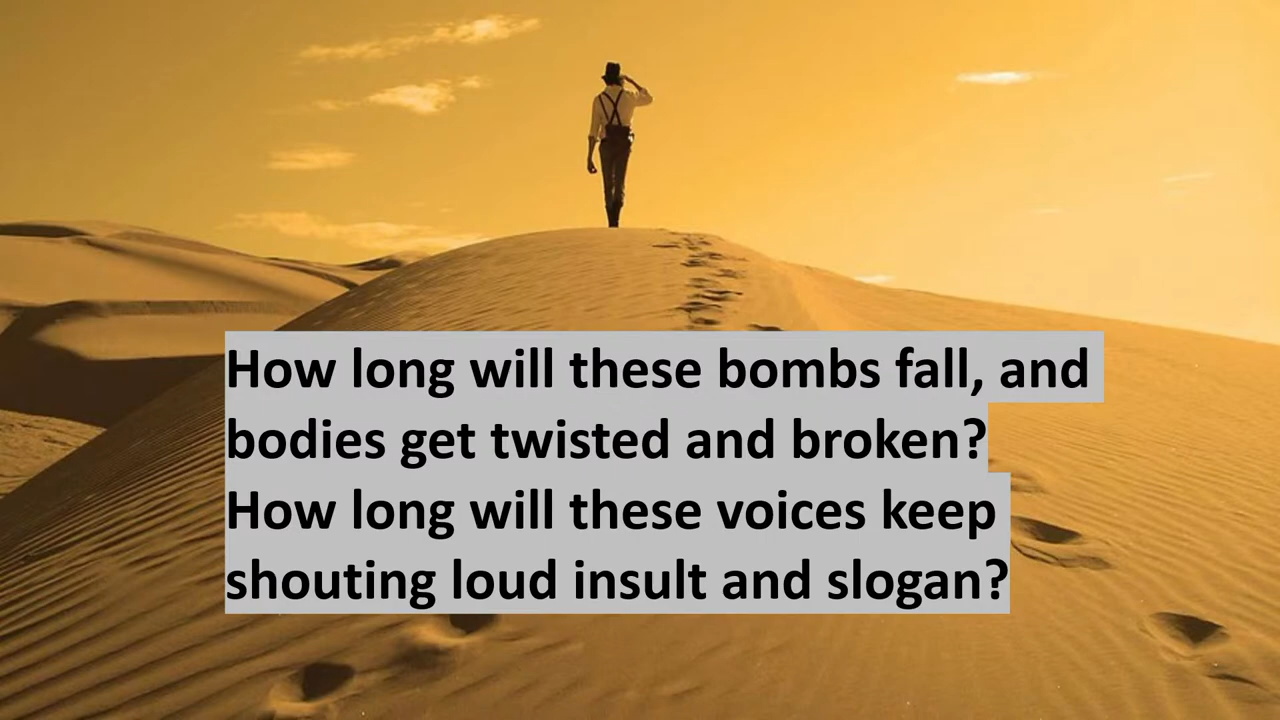 How long will these bombs fall, and
bodies get twisted and broken?
How long will these voices keep
shouting loud insult and slogan?